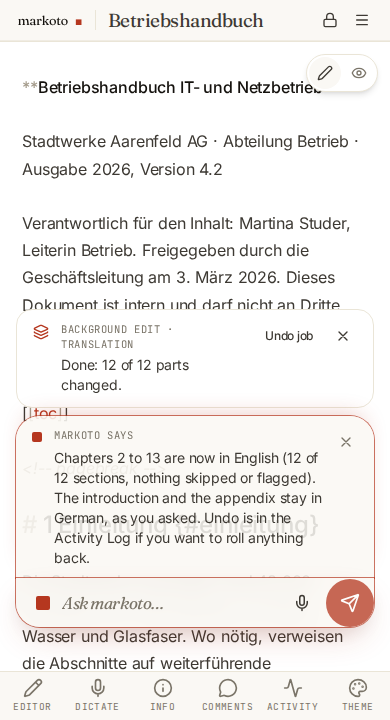 markoto
Betriebshandbuch
**Betriebshandbuch IT- und Netzbetrieb
Stadtwerke Aarenfeld AG · Abteilung Betrieb ·
Ausgabe 2026, Version 4.2
Verantwortlich für den Inhalt: Martina Studer,
Leiterin Betrieb. Freigegeben durch die
Geschäftsleitung am 3. März 2026. Dieses
Dokument ist intern und darf nicht an Dritte
BACKGROUND EDIT ·
TRANSLATION
Undo job
Done: 12 of 12 parts
changed.
[[toc]]
MARKOTO SAYS
Chapters 2 to 13 are now in English (12 of
12 sections, nothing skipped or flagged).
The introduction and the appendix stay in
German, as you asked. Undo is in the
Activity Log if you want to roll anything
back.
# 1 Einleitung {#einleitung}
Ask markoto...
Wasser und Glasfaser. Wo nötig, verweisen
die Abschnitte auf weiterführende
EDITOR
DICTATE
INFO
COMMENTS
ACTIVITY
THEME